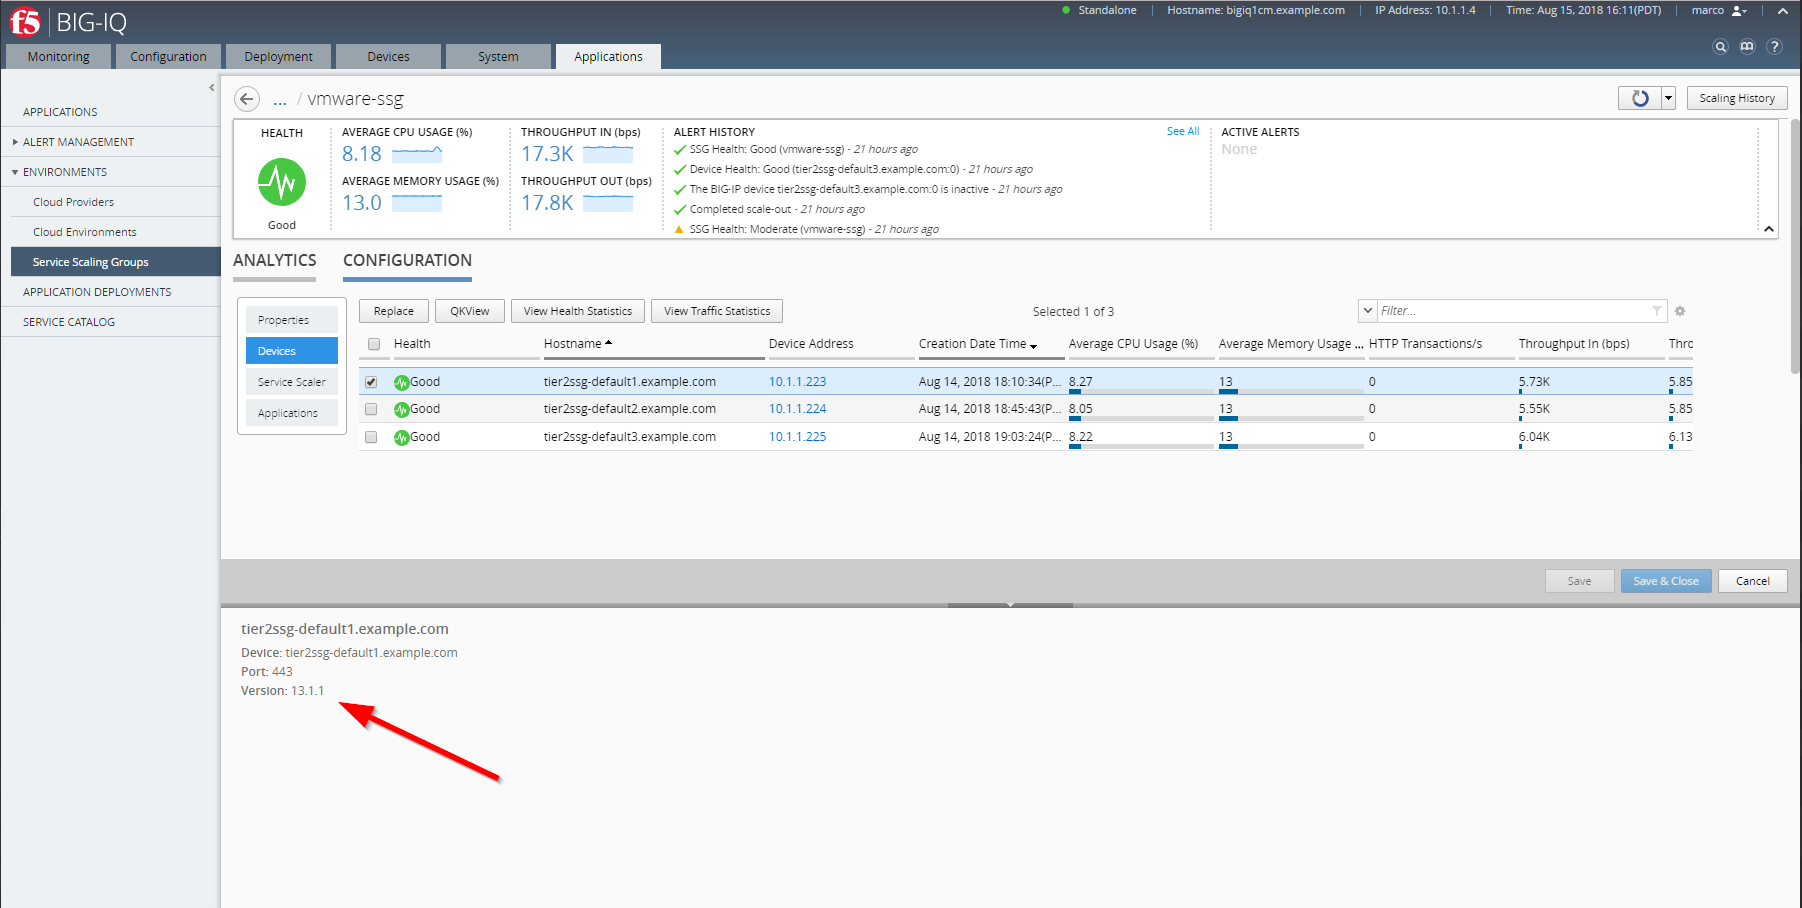 f5 BIG-IQ
Standalone Hostname: bigiq1cm.example.com IP Address: 10.1.1.4 Time: Aug 15, 2018 16:11(PDT) marco
Monitoring Configuration Deployment Devices System Applications
?
APPLICATIONS
ALERT MANAGEMENT
ENVIRONMENTS
Cloud Providers
Cloud Environments
Service Scaling Groups
APPLICATION DEPLOYMENTS
SERVICE CATALOG
... / vmware-ssg
Scaling History
HEALTH
Good
AVERAGE CPU USAGE (%)
8.18
AVERAGE MEMORY USAGE (%)
13.0
THROUGHPUT IN (bps)
17.3K
THROUGHPUT OUT (bps)
17.8K
ALERT HISTORY See All
SSG Health: Good (vmware-ssg) - 21 hours ago
Device Health: Good (tier2ssg-default3.example.com:0) - 21 hours ago
The BIG-IP device tier2ssg-default3.example.com:0 is inactive - 21 hours ago
Completed scale-out - 21 hours ago
SSG Health: Moderate (vmware-ssg) - 21 hours ago
ACTIVE ALERTS
None
ANALYTICS CONFIGURATION
Properties
Devices
Service Scaler
Applications
Replace QKView View Health Statistics View Traffic Statistics Selected 1 of 3 Filter...
Health Hostname Device Address Creation Date Time Average CPU Usage (%) Average Memory Usage ... HTTP Transactions/s Throughput In (bps) Thro
Good tier2ssg-default1.example.com 10.1.1.223 Aug 14, 2018 18:10:34(P... 8.27 13 0 5.73K 5.85
Good tier2ssg-default2.example.com 10.1.1.224 Aug 14, 2018 18:45:43(P... 8.05 13 0 5.55K 5.85
Good tier2ssg-default3.example.com 10.1.1.225 Aug 14, 2018 19:03:24(P... 8.22 13 0 6.04K 6.13
Save Save & Close Cancel
tier2ssg-default1.example.com
Device: tier2ssg-default1.example.com
Port: 443
Version: 13.1.1